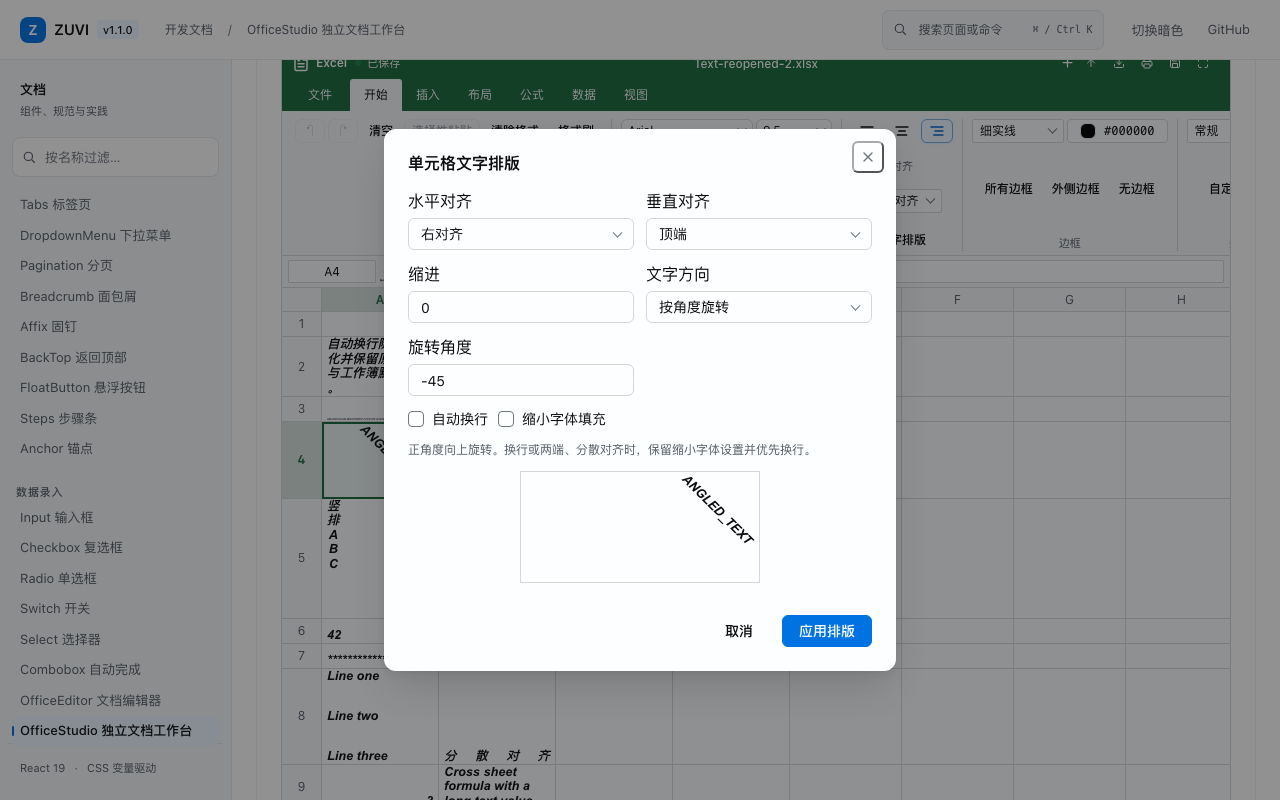 Z ZUVI v1.1.0 开发文档 / OfficeStudio 独立文档工作台 搜索页面或命令 ⌘ / Ctrl K 切换暗色 GitHub
文档
组件、规范与实践
按名称过滤...
Tabs 标签页
DropdownMenu 下拉菜单
Pagination 分页
Breadcrumb 面包屑
Affix 固钉
BackTop 返回顶部
FloatButton 悬浮按钮
Steps 步骤条
Anchor 锚点
数据录入
Input 输入框
Checkbox 复选框
Radio 单选框
Switch 开关
Select 选择器
Combobox 自动完成
OfficeEditor 文档编辑器
OfficeStudio 独立文档工作台
React 19 · CSS 变量驱动
Excel 已保存 Text-reopened-2.xlsx
文件 开始 插入 布局 公式 数据 视图
清空
细实线 #000000 常规
对齐
所有边框 外侧边框 无边框
对齐
排版
边框
A4
F G H
1
2
自动换行
化并保留
与工作簿
。
3
4
5
竖
排
A
B
C
6 42
7
8
Line one
Line two
Line three
分 散 对 齐
9
Cross sheet
formula with a
单元格文字排版
水平对齐 垂直对齐
右对齐 顶端
缩进 文字方向
0 按角度旋转
旋转角度
-45
自动换行 缩小字体填充
正角度向上旋转。换行或两端、分散对齐时，保留缩小字体设置并优先换行。
ANGLED_TEXT
取消 应用排版